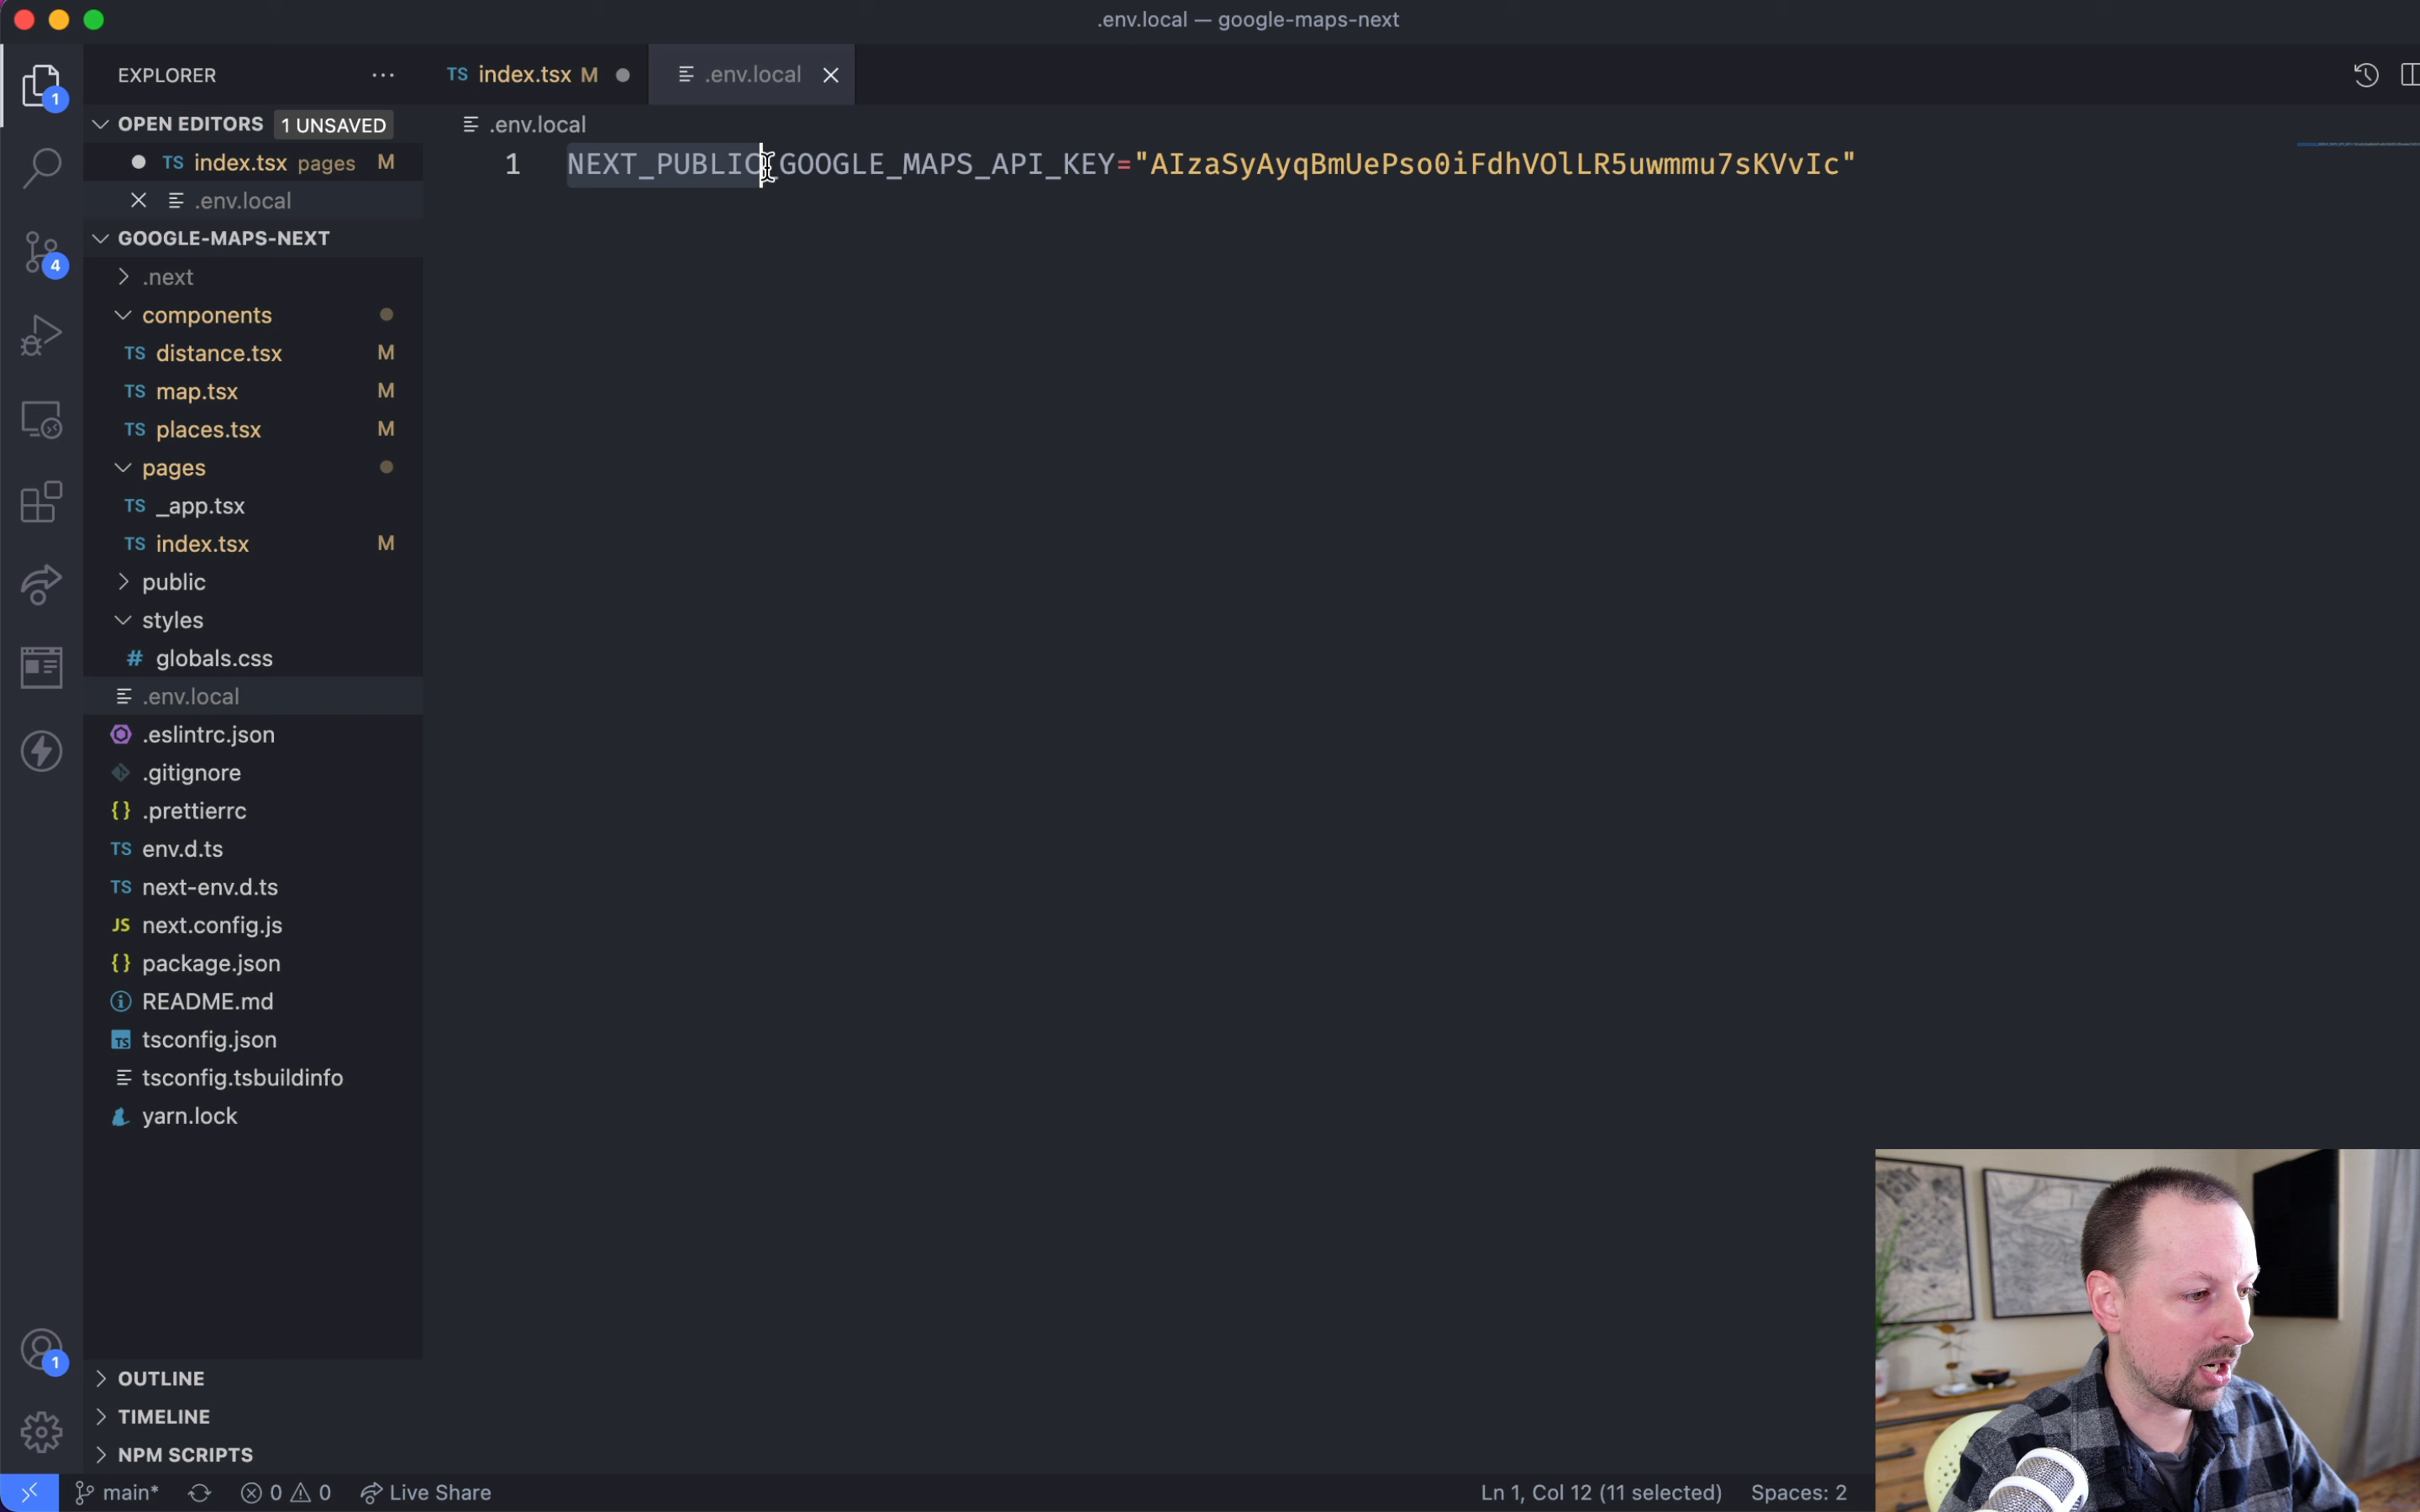 .env.local — google-maps-next
EXPLORER
TS index.tsx M
.env.local
OPEN EDITORS 1 UNSAVED
TS index.tsx pages M
.env.local
GOOGLE-MAPS-NEXT
.next
components
TS distance.tsx M
TS map.tsx M
TS places.tsx M
pages
TS _app.tsx
TS index.tsx M
public
styles
# globals.css
.env.local
.eslintrc.json
.gitignore
{} .prettierrc
TS env.d.ts
TS next-env.d.ts
JS next.config.js
{} package.json
README.md
TS tsconfig.json
tsconfig.tsbuildinfo
yarn.lock
OUTLINE
TIMELINE
NPM SCRIPTS
.env.local
1 NEXT_PUBLIC_GOOGLE_MAPS_API_KEY="AIzaSyAyqBmUePso0iFdhVOlLR5uwmmu7sKVvIc"
1
4
1
main* 0 0 Live Share
Ln 1, Col 12 (11 selected) Spaces: 2